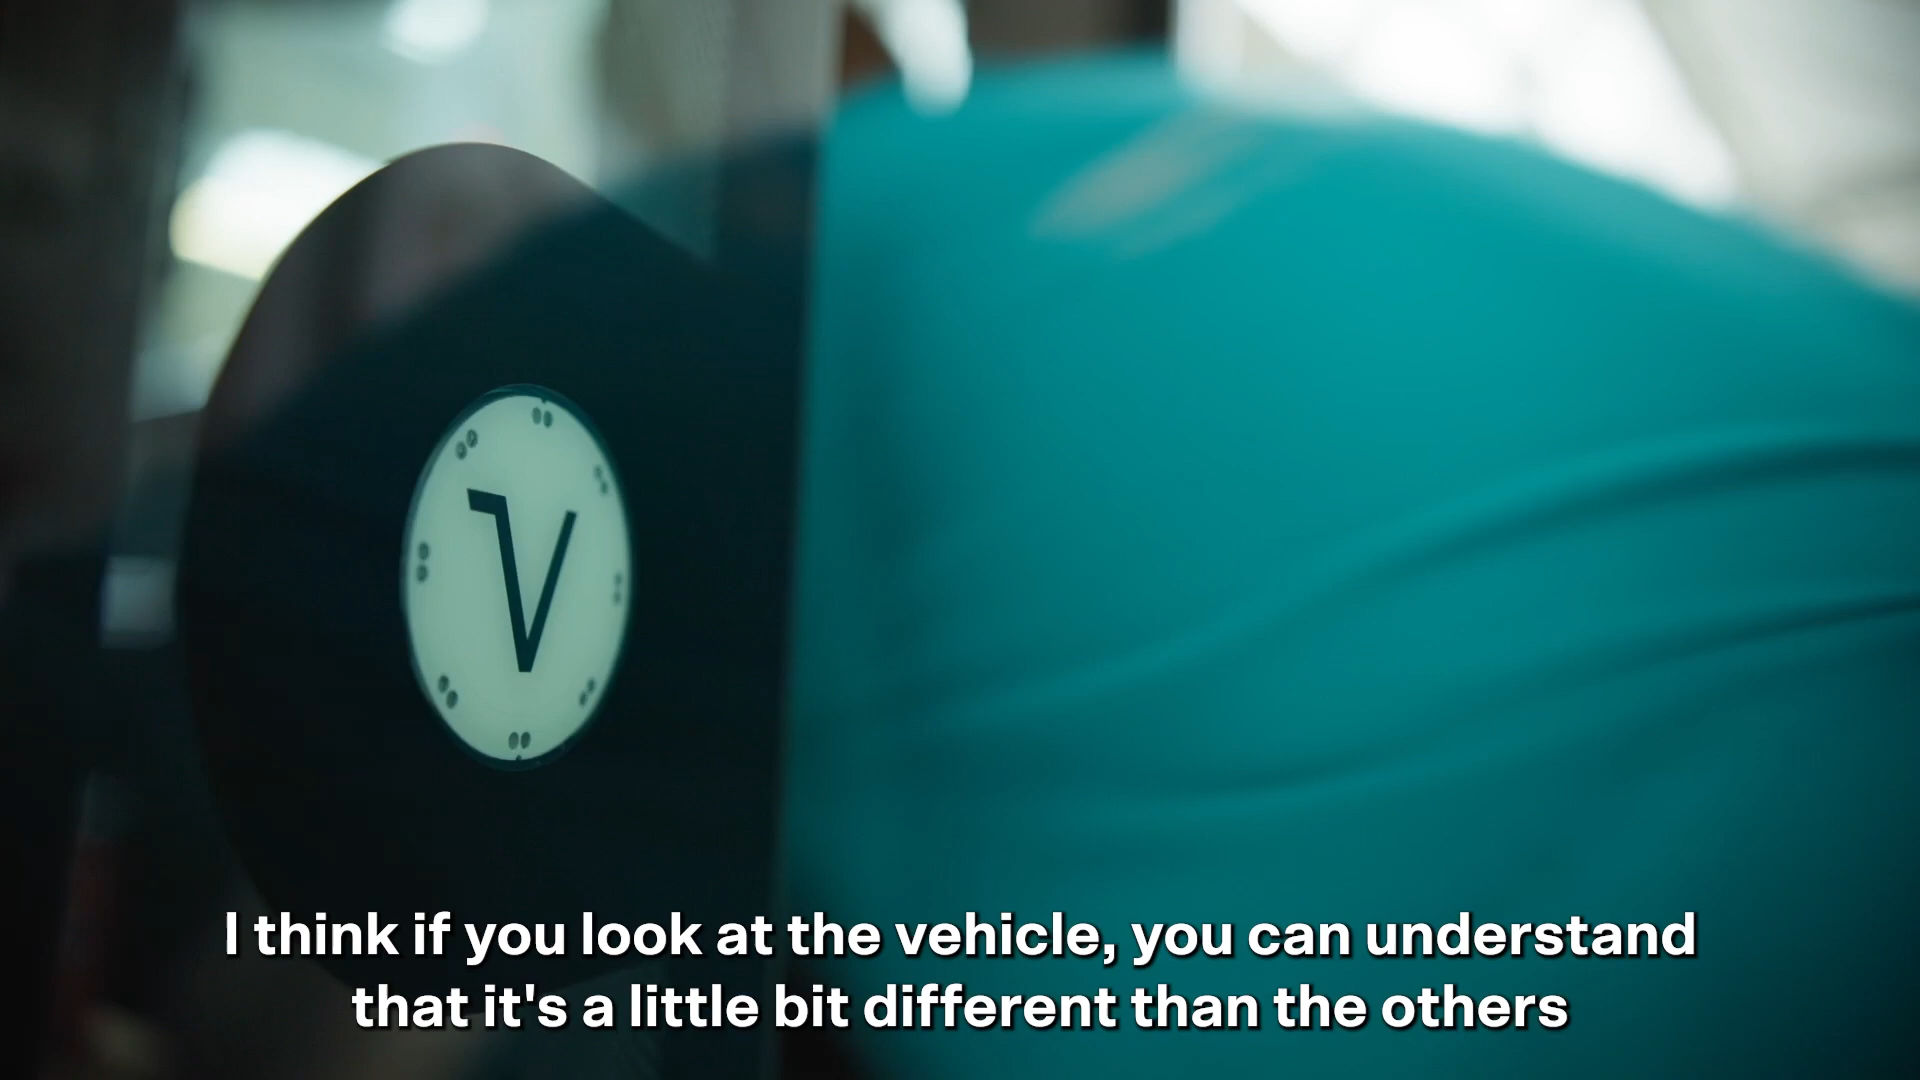 V
I think if you look at the vehicle, you can understand
that it's a little bit different than the others